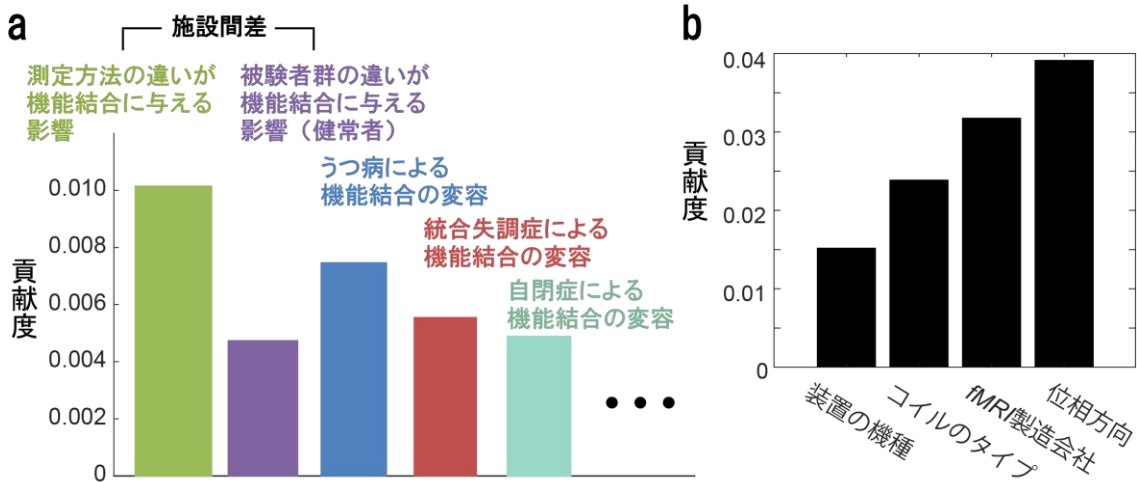 a
施設間差
測定方法の違いが
機能結合に与える
影響
被験者群の違いが
機能結合に与える
影響（健常者）
うつ病による
機能結合の変容
統合失調症による
機能結合の変容
自閉症による
機能結合の変容
貢献度
0.010
0.008
0.006
0.004
0.002
0
b
貢献度
0.04
0.03
0.02
0.01
0
装置の機種
コイルのタイプ
fMRI製造会社
位相方向